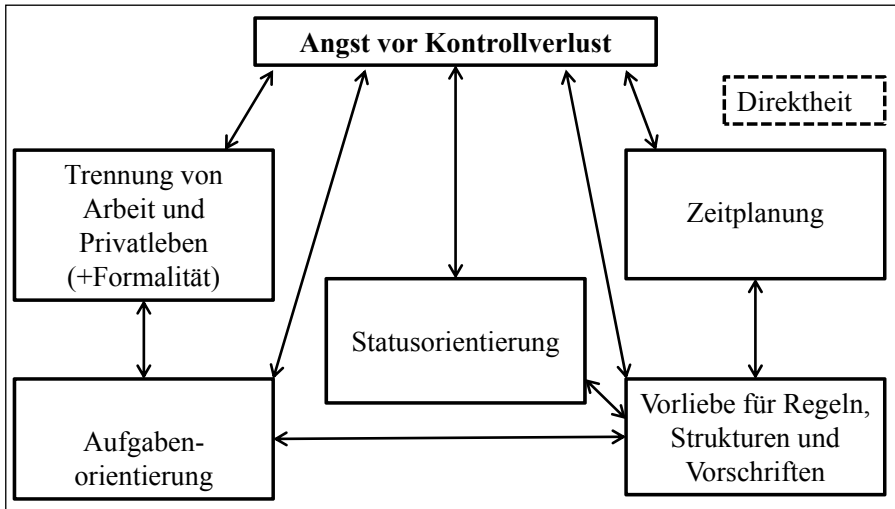 Angst vor Kontrollverlust
Direktheit
Trennung von
Arbeit und
Privatleben
(+Formalität)
Zeitplanung
Statusorientierung
Aufgaben-
orientierung
Vorliebe für Regeln,
Strukturen und
Vorschriften